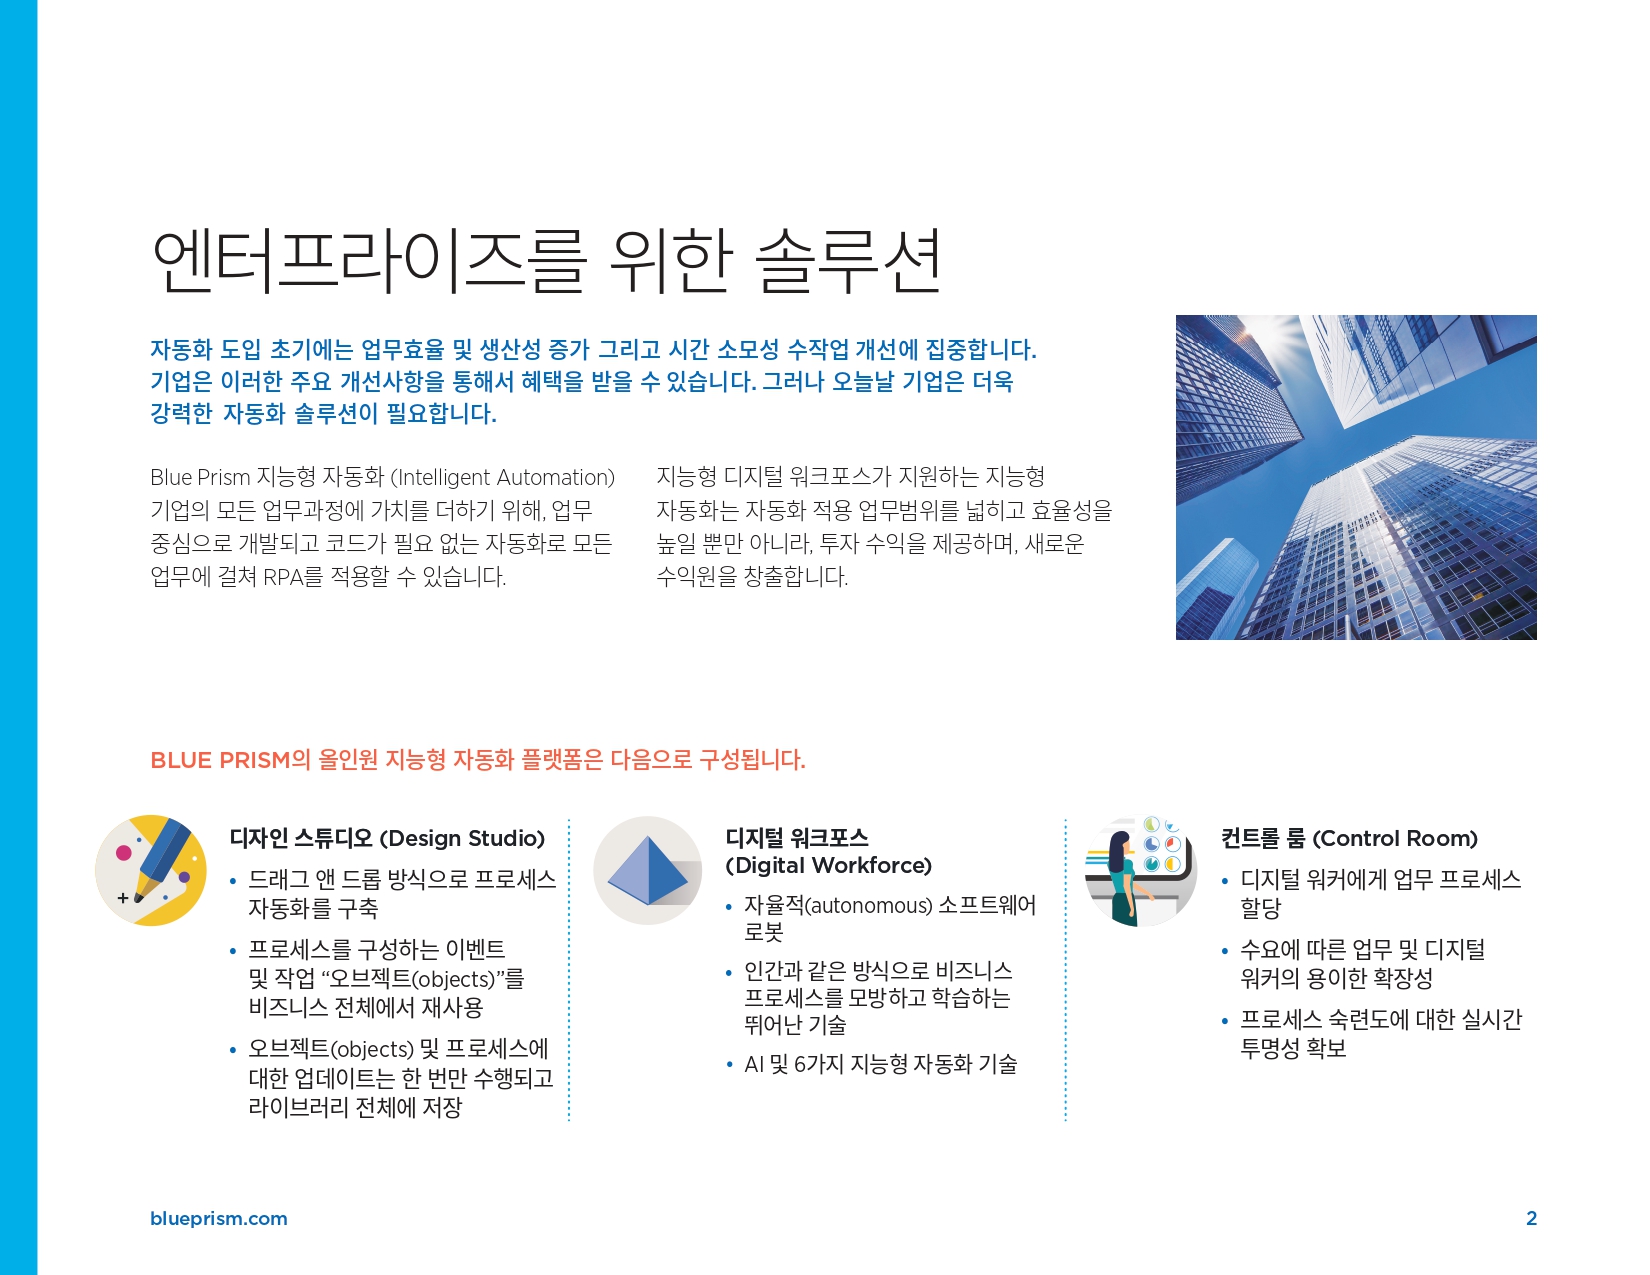 엔터프라이즈를 위한 솔루션
자동화 도입 초기에는 업무효율 및 생산성 증가 그리고 시간 소모성 수작업 개선에 집중합니다.
기업은 이러한 주요 개선사항을 통해서 혜택을 받을 수 있습니다. 그러나 오늘날 기업은 더욱
강력한 자동화 솔루션이 필요합니다.
Blue Prism 지능형 자동화 (Intelligent Automation)
기업의 모든 업무과정에 가치를 더하기 위해, 업무
중심으로 개발되고 코드가 필요 없는 자동화로 모든
업무에 걸쳐 RPA를 적용할 수 있습니다.
지능형 디지털 워크포스가 지원하는 지능형
자동화는 자동화 적용 업무범위를 넓히고 효율성을
높일 뿐만 아니라, 투자 수익을 제공하며, 새로운
수익원을 창출합니다.
BLUE PRISM의 올인원 지능형 자동화 플랫폼은 다음으로 구성됩니다.
디자인 스튜디오 (Design Studio)
• 드래그 앤 드롭 방식으로 프로세스
자동화를 구축
• 프로세스를 구성하는 이벤트
및 작업 “오브젝트(objects)”를
비즈니스 전체에서 재사용
• 오브젝트(objects) 및 프로세스에
대한 업데이트는 한 번만 수행되고
라이브러리 전체에 저장
디지털 워크포스
(Digital Workforce)
• 자율적(autonomous) 소프트웨어
로봇
• 인간과 같은 방식으로 비즈니스
프로세스를 모방하고 학습하는
뛰어난 기술
• AI 및 6가지 지능형 자동화 기술
컨트롤 룸 (Control Room)
• 디지털 워커에게 업무 프로세스
할당
• 수요에 따른 업무 및 디지털
워커의 용이한 확장성
• 프로세스 숙련도에 대한 실시간
투명성 확보
blueprism.com
2